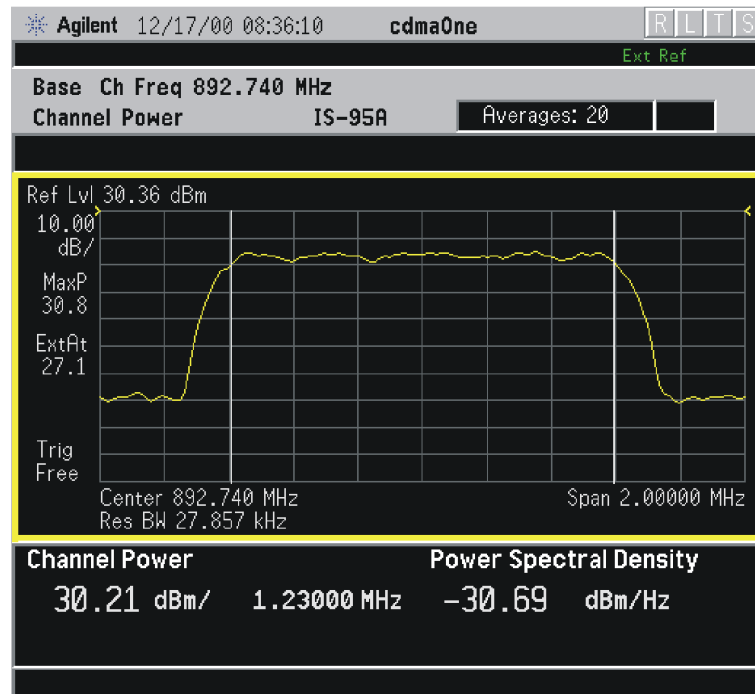 Agilent 12/17/00 08:36:10 cdmaOne R L T S
Ext Ref
Base Ch Freq 892.740 MHz
Channel Power IS-95A Averages: 20
Ref Lvl 30.36 dBm
10.00
dB/
MaxP
30.8
ExtAt
27.1
Trig
Free
Center 892.740 MHz Span 2.00000 MHz
Res BW 27.857 kHz
Channel Power Power Spectral Density
30.21 dBm/ 1.23000 MHz -30.69 dBm/Hz